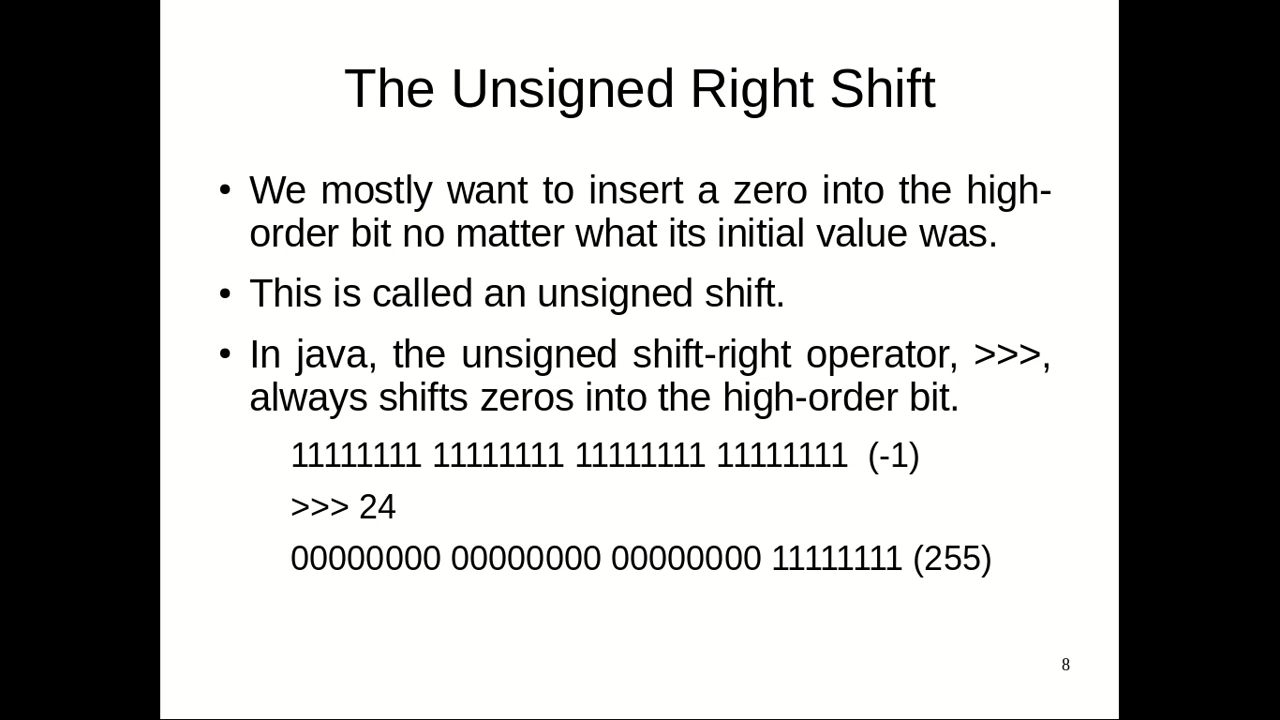 The Unsigned Right Shift
• We mostly want to insert a zero into the high-
order bit no matter what its initial value was.
• This is called an unsigned shift.
• In java, the unsigned shift-right operator, >>>,
always shifts zeros into the high-order bit.
11111111 11111111 11111111 11111111 (-1)
>>> 24
00000000 00000000 00000000 11111111 (255)
8